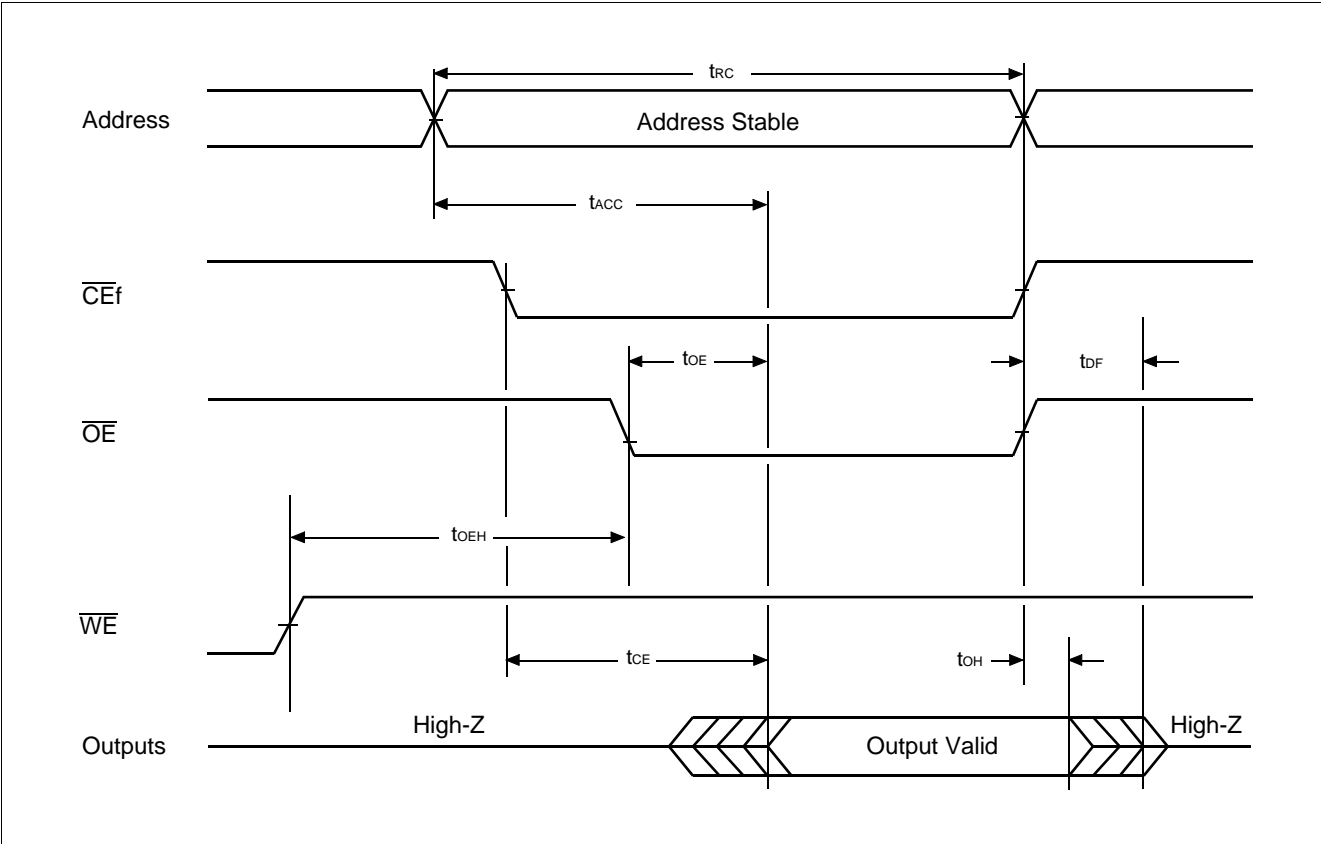 tRC
Address
Address Stable
tACC
CEf
tOE
tDF
OE
tOEH
WE
tCE
tOH
High-Z
High-Z
Outputs
Output Valid